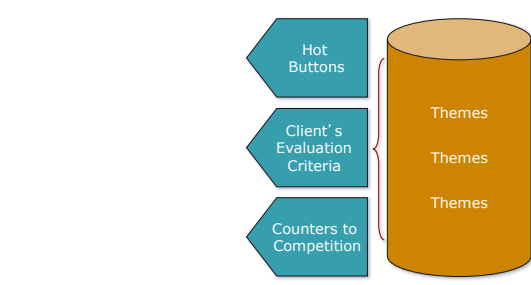 Hot
Buttons
Client's
Evaluation
Criteria
Counters to
Competition
Themes
Themes
Themes